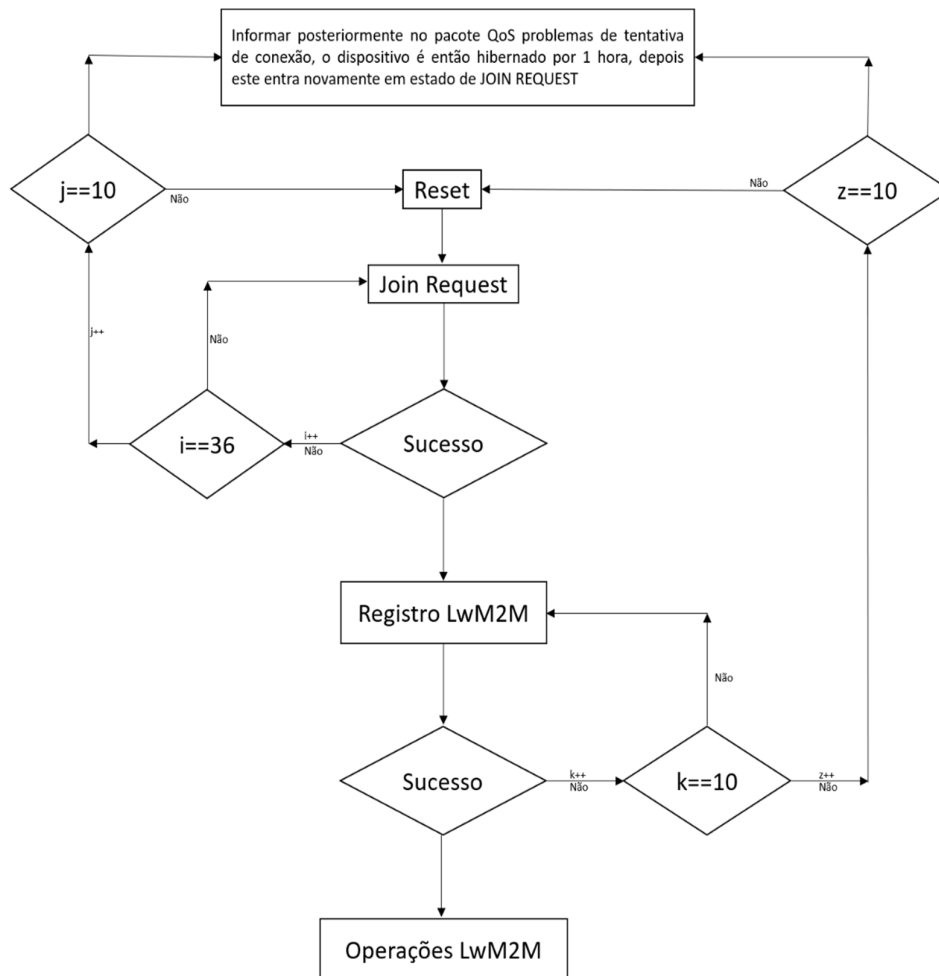 Informar posteriormente no pacote QoS problemas de tentativa
de conexão, o dispositivo é então hibernado por 1 hora, depois
este entra novamente em estado de JOIN REQUEST
j==10
Não
Reset
Não
z==10
Join Request
j++
Não
i==36
i++
Não
Sucesso
Registro LwM2M
Não
Sucesso
k++
Não
k==10
z++
Não
Operações LwM2M